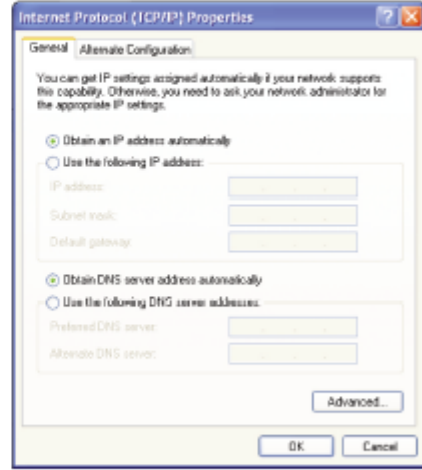 Internet Protocol (TCP/IP) Properties
General
Alternate Configuration
You can get IP settings assigned automatically if your network supports
this capability. Otherwise, you need to ask your network administrator for
the appropriate IP settings.
Obtain an IP address automatically
Use the following IP address:
IP address:
Subnet mask:
Default gateway:
Obtain DNS server address automatically
Use the following DNS server addresses:
Preferred DNS server:
Alternate DNS server:
Advanced...
OK
Cancel